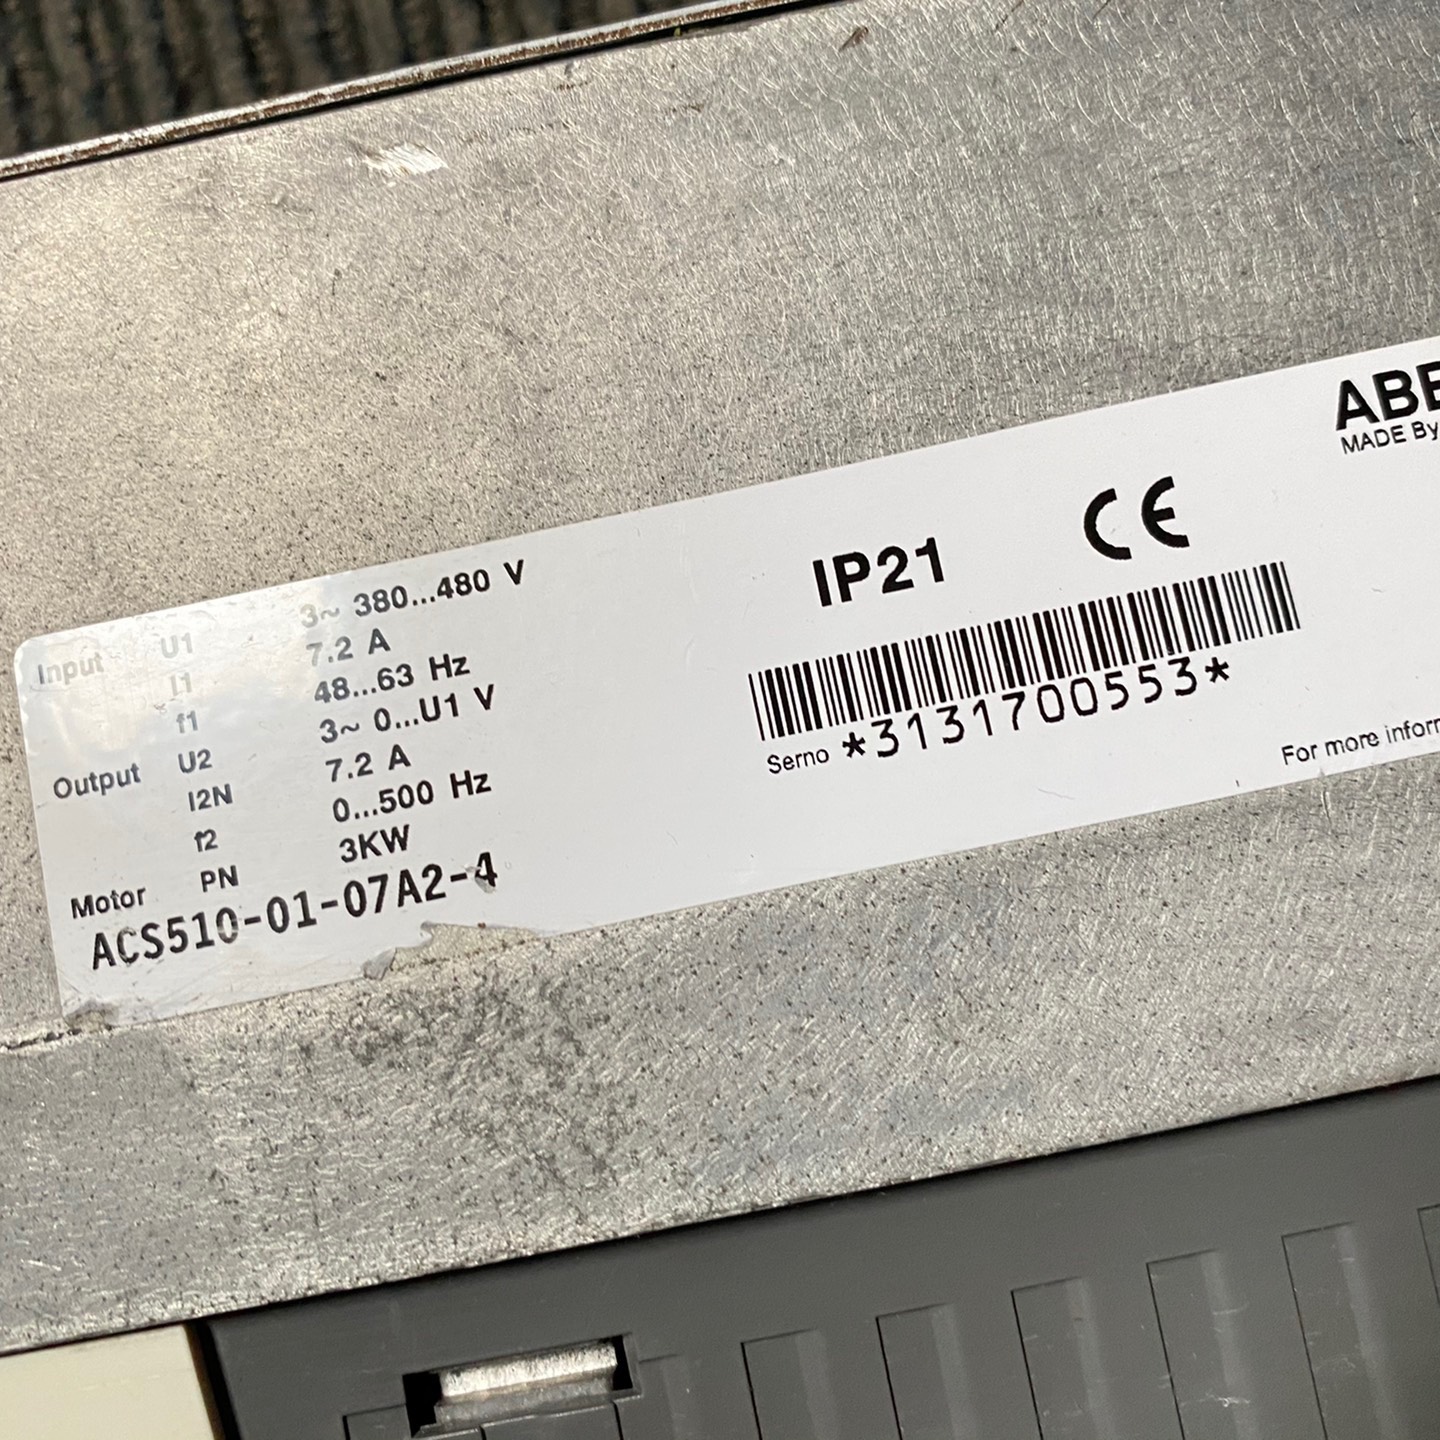 Input U1 3~ 380...480 V
I1 7.2 A
f1 48...63 Hz
Output U2 3~ 0...U1 V
I2N 7.2 A
f2 0...500 Hz
Motor PN 3KW
ACS510-01-07A2-4
IP21
CE
Serno *3131700553*
ABB
MADE By
For more